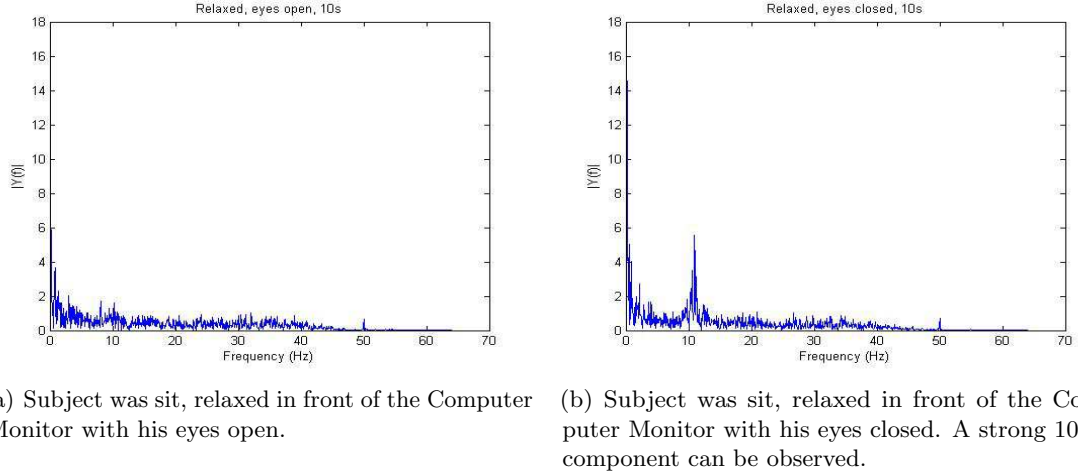 Relaxed, eyes open, 10s
18
16
14
12
10
8
6
4
2
0
|Y(f)|
0 10 20 30 40 50 60 70
Frequency (Hz)
Relaxed, eyes closed, 10s
18
16
14
12
10
8
6
4
2
0
|Y(f)|
0 10 20 30 40 50 60 70
Frequency (Hz)
) Subject was sit, relaxed in front of the Computer
Monitor with his eyes open.
(b) Subject was sit, relaxed in front of the Co
puter Monitor with his eyes closed. A strong 10
component can be observed.